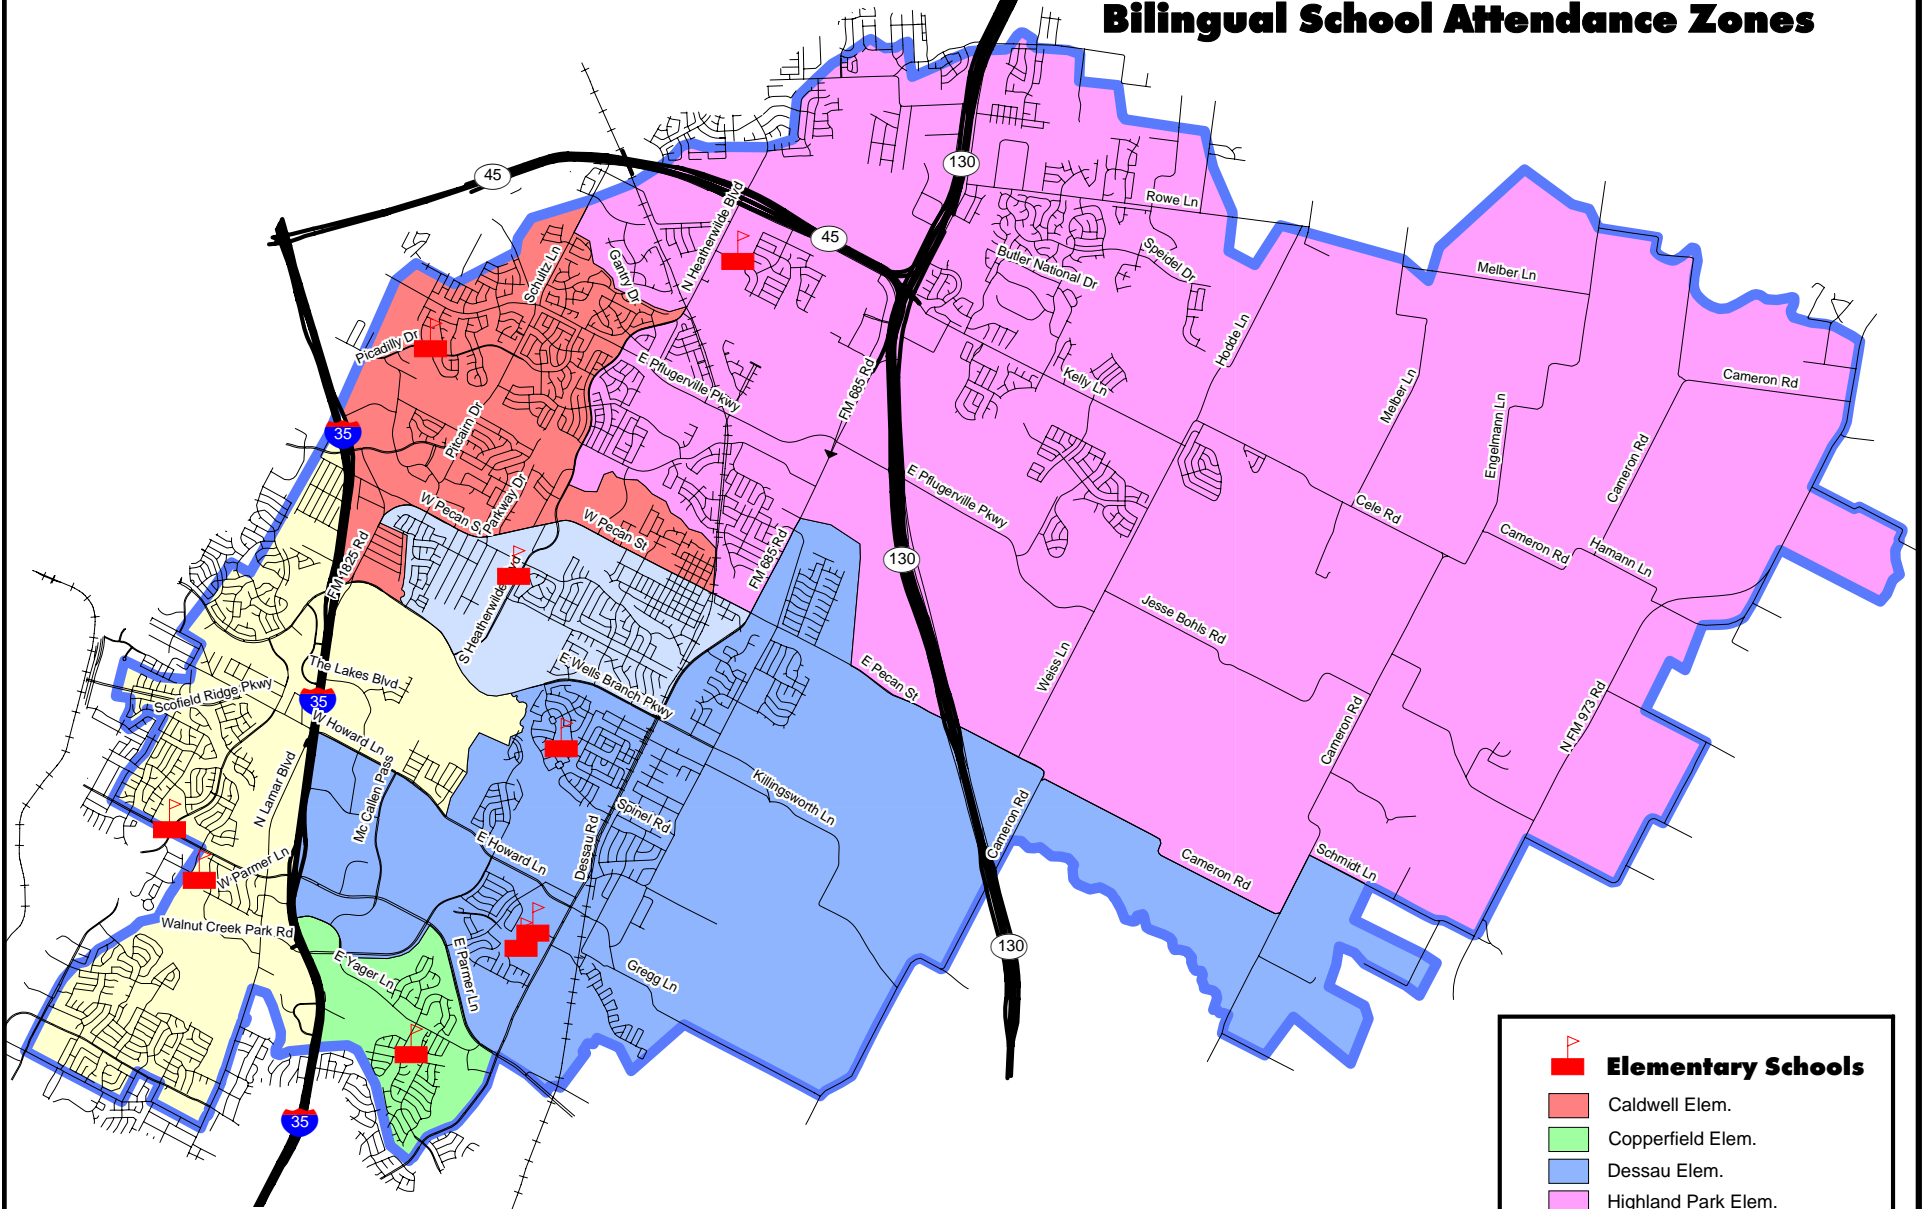 Bilingual School Attendance Zones
45
130
Rowe Ln
N Heatherwilde Blvd
45
Schultz Ln
Gantry Dr
Butler National Dr
Speidel Dr
Melber Ln
Picadilly Dr
Hodde Ln
E Pflugerville Pkwy
FM 685 Rd
Kelly Ln
Melber Ln
Cameron Rd
35
Pitcairn Dr
Engelmann Ln
Cameron Rd
W Pecan St
Parkway Dr
W Pecan St
E Pflugerville Pkwy
Cele Rd
Cameron Rd
Hamann Ln
FM 1825 Rd
FM 685 Rd
130
S Heatherwilde Blvd
Jesse Bohls Rd
The Lakes Blvd
E Wells Branch Pkwy
E Pecan St
Weiss Ln
Scofield Ridge Pkwy
35
W Howard Ln
Cameron Rd
N FM 973 Rd
N Lamar Blvd
Mc Callen Pass
Killingsworth Ln
Spinel Rd
Dessau Rd
E Howard Ln
Cameron Rd
Cameron Rd
Schmidt Ln
W Parmer Ln
Walnut Creek Park Rd
E Yager Ln
E Parmer Ln
Gregg Ln
130
35
Elementary Schools
Caldwell Elem.
Copperfield Elem.
Dessau Elem.
Highland Park Elem.